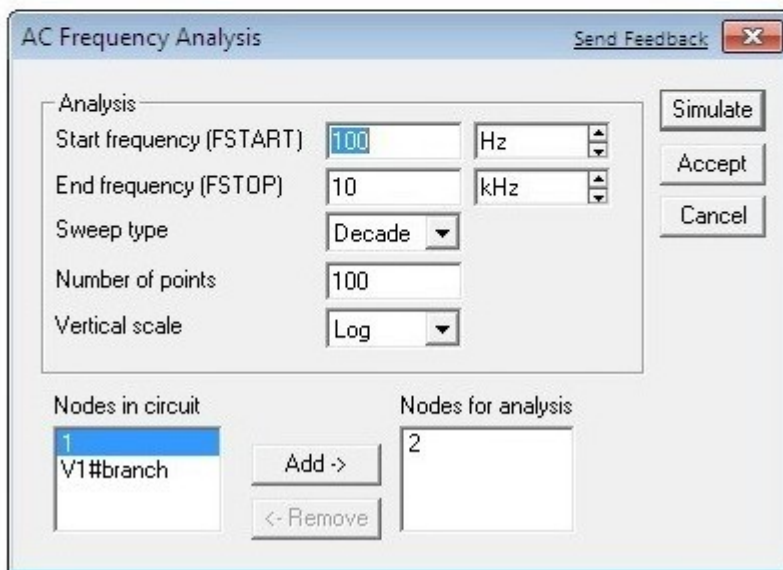 AC Frequency Analysis Send Feedback
Analysis
Start frequency (FSTART) 100 Hz
End frequency (FSTOP) 10 kHz
Sweep type Decade
Number of points 100
Vertical scale Log
Simulate
Accept
Cancel
Nodes in circuit
1
V1#branch
Add ->
<- Remove
Nodes for analysis
2